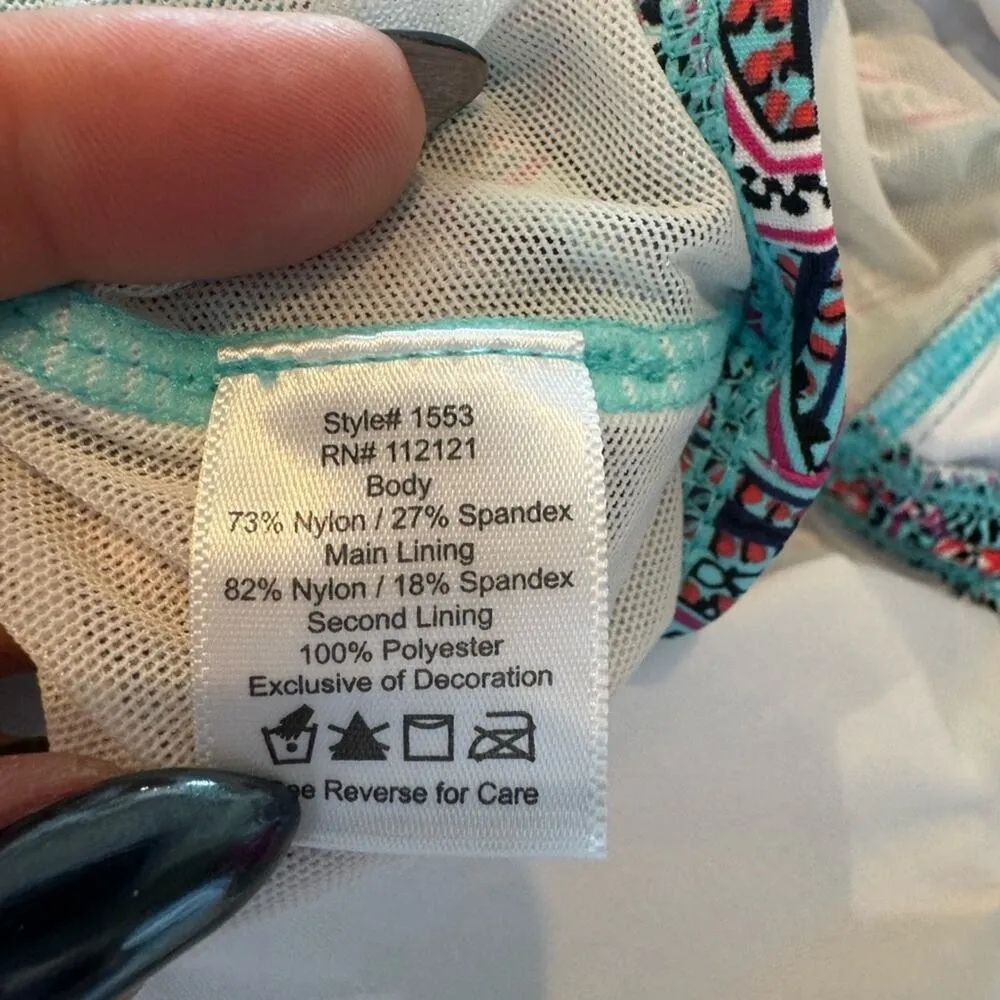 Style# 1553
RN# 112121
Body
73% Nylon / 27% Spandex
Main Lining
82% Nylon / 18% Spandex
Second Lining
100% Polyester
Exclusive of Decoration
Reverse for Care